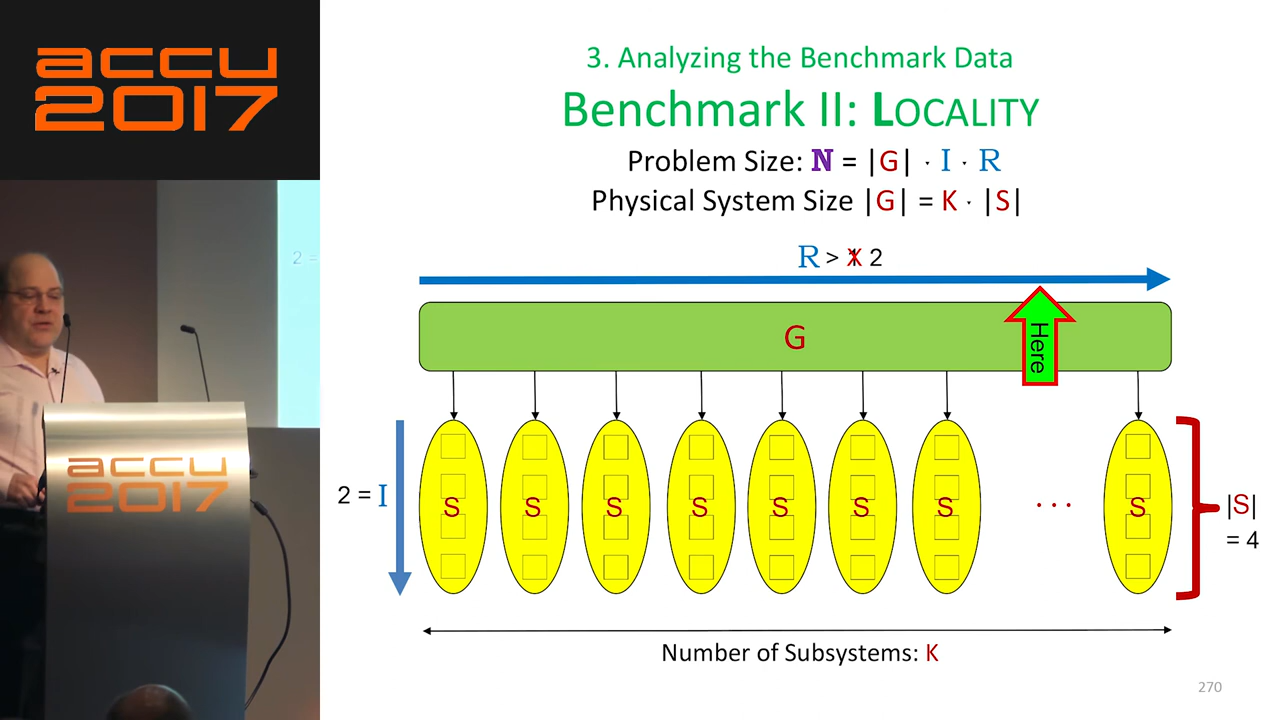 accu
2017
3. Analyzing the Benchmark Data
Benchmark II: LOCALITY
Problem Size: N = |G| · I · R
Physical System Size |G| = K · |S|
R > 2
2 =
G
Here
2 = I
S S S S S S S ... S
|S|
= 4
accu
2017
Number of Subsystems: K
270